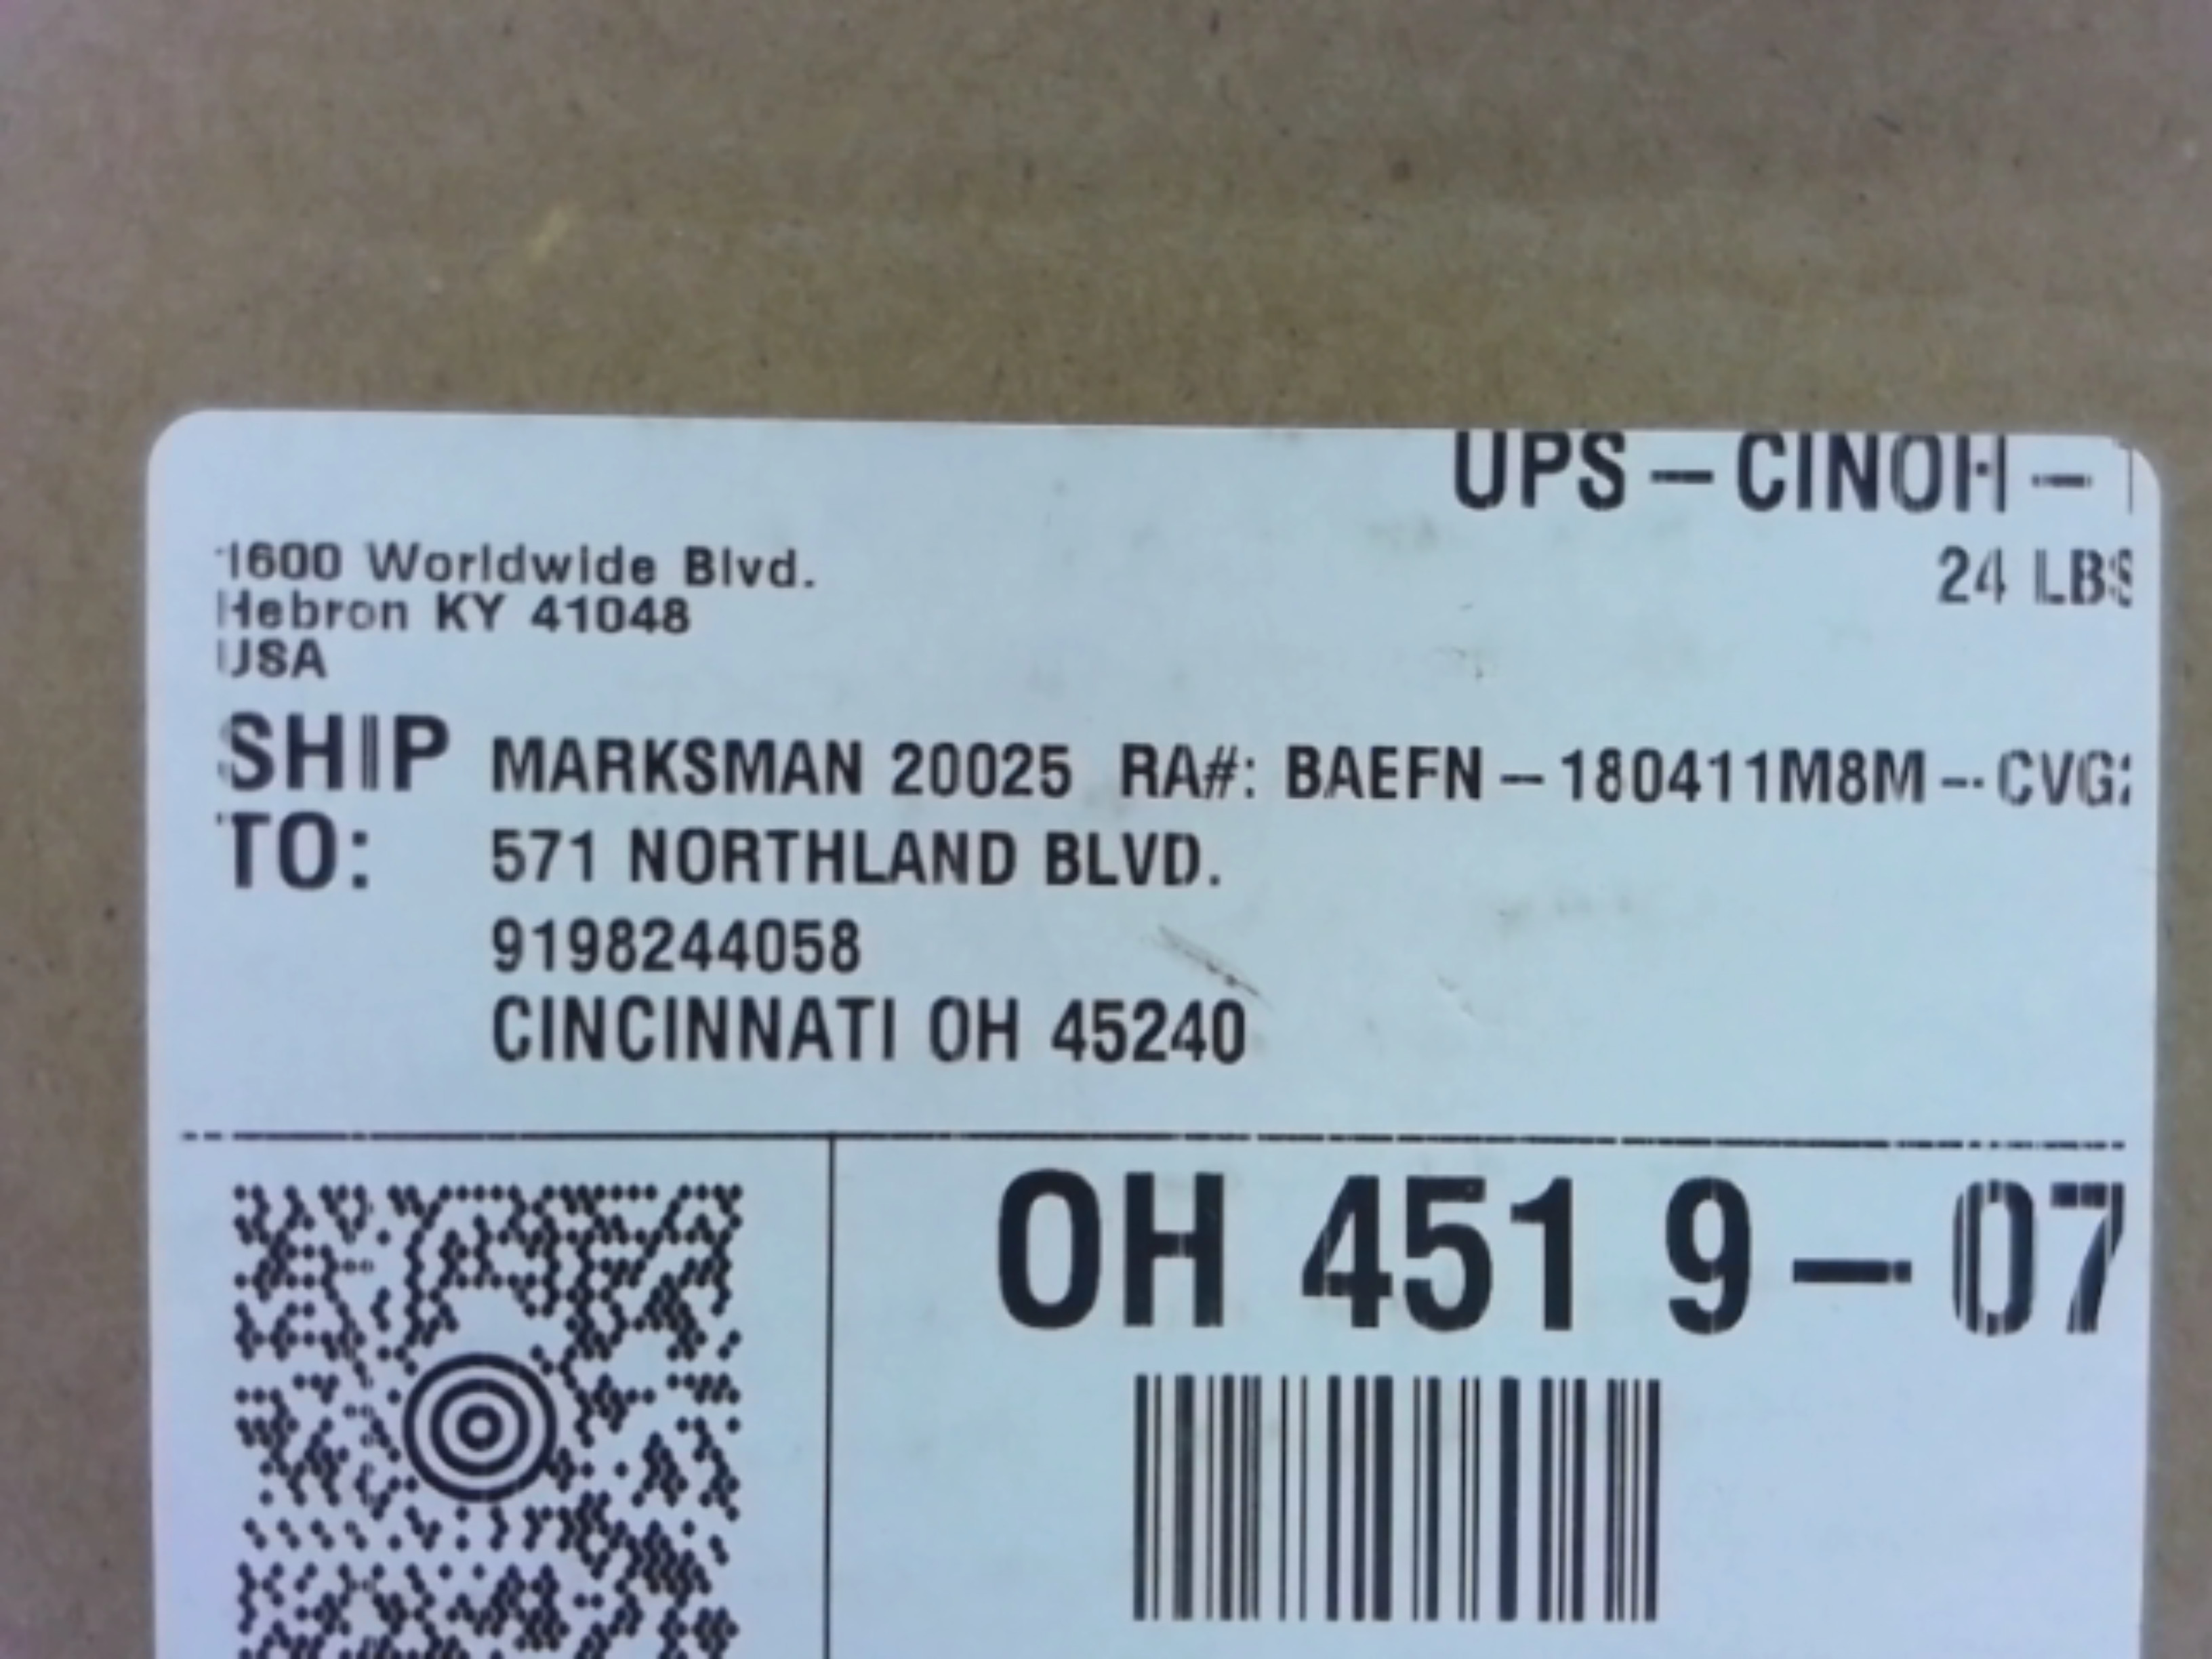 UPS - CINOH -
24 LBS
1600 Worldwide Blvd.
Hebron KY 41048
USA
SHIP TO:
MARKSMAN 20025 RA#: BAEFN - 180411M8M -- CVG
571 NORTHLAND BLVD.
9198244058
CINCINNATI OH 45240
OH 451 9 - 07